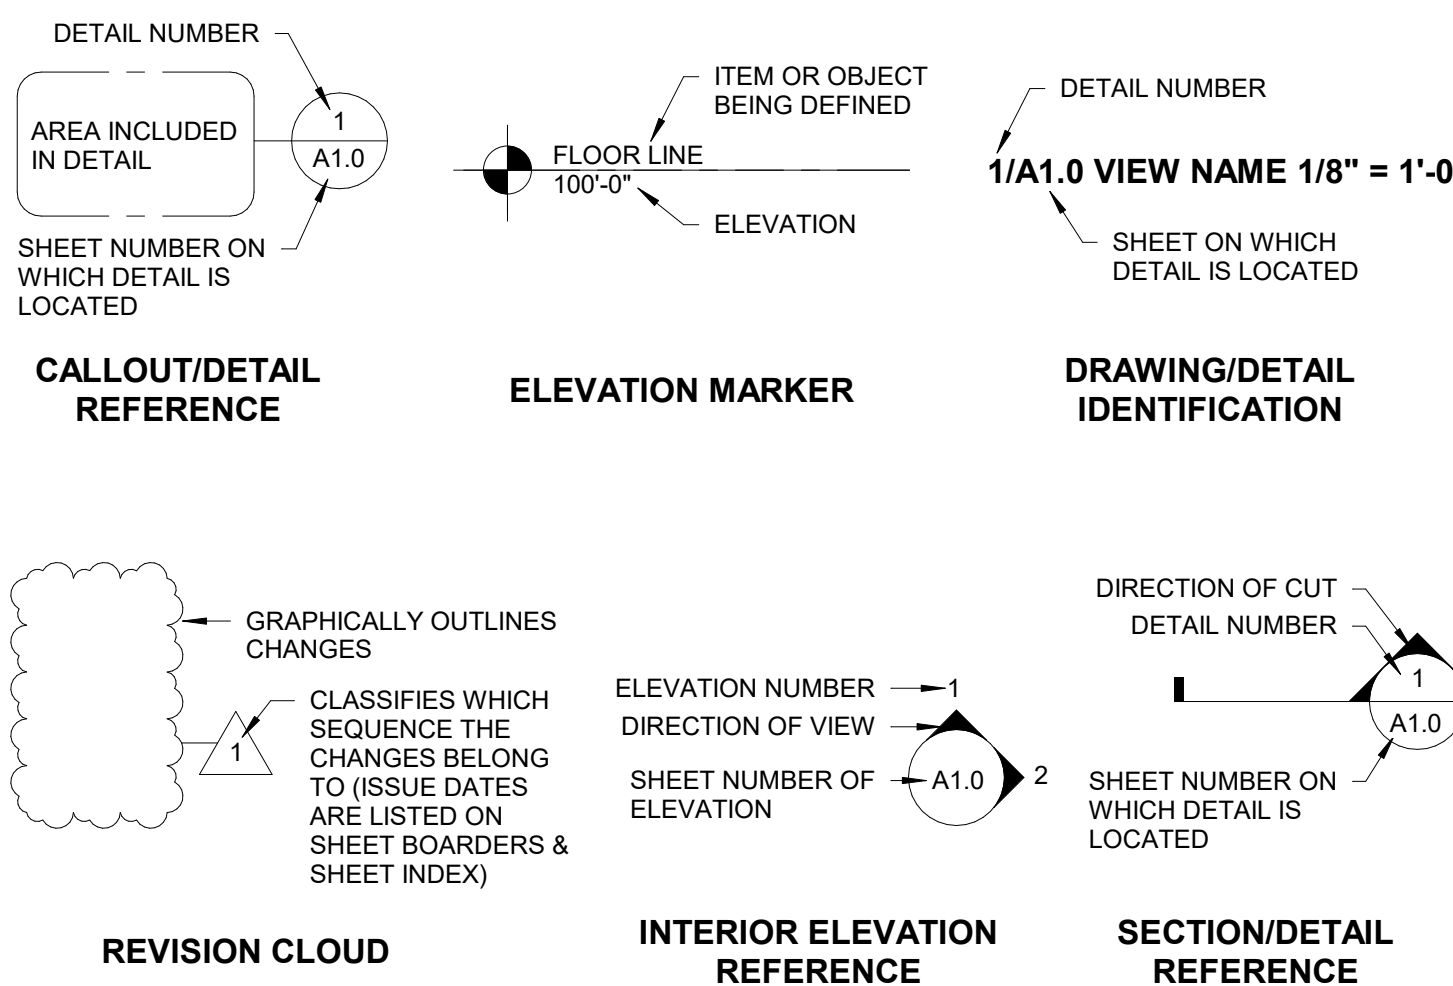 DETAIL NUMBER
AREA INCLUDED
IN DETAIL
1
A1.0
SHEET NUMBER ON
WHICH DETAIL IS
LOCATED
CALLOUT/DETAIL
REFERENCE
ITEM OR OBJECT
BEING DEFINED
FLOOR LINE
100'-0"
ELEVATION
ELEVATION MARKER
DETAIL NUMBER
1/A1.0 VIEW NAME 1/8" = 1'-0
SHEET ON WHICH
DETAIL IS LOCATED
DRAWING/DETAIL
IDENTIFICATION
GRAPHICALLY OUTLINES
CHANGES
1
CLASSIFIES WHICH
SEQUENCE THE
CHANGES BELONG
TO (ISSUE DATES
ARE LISTED ON
SHEET BOARDERS &
SHEET INDEX)
REVISION CLOUD
ELEVATION NUMBER
1
DIRECTION OF VIEW
SHEET NUMBER OF
ELEVATION
A1.0
2
INTERIOR ELEVATION
REFERENCE
DIRECTION OF CUT
DETAIL NUMBER
1
A1.0
SHEET NUMBER ON
WHICH DETAIL IS
LOCATED
SECTION/DETAIL
REFERENCE